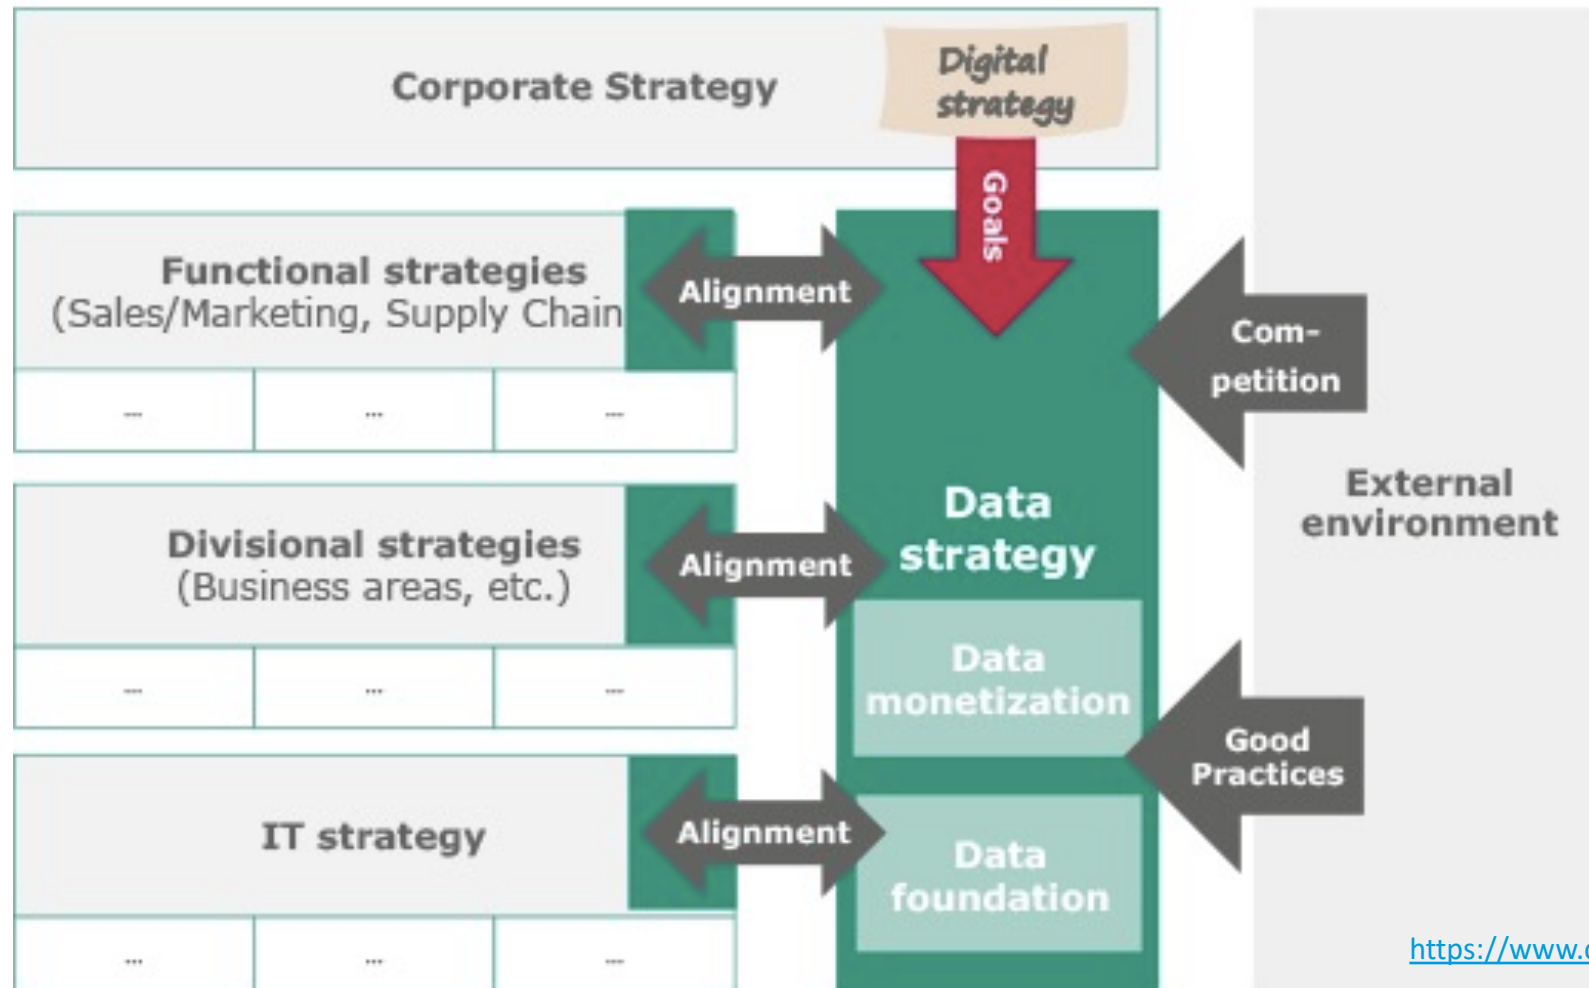 Corporate Strategy
Digital
strategy
Goals
Functional strategies
(Sales/Marketing, Supply Chain
Alignment
... ... ...
Com-
petition
External
environment
Divisional strategies
(Business areas, etc.)
Alignment
... ... ...
Data
strategy
Data
monetization
Good
Practices
IT strategy
Alignment
Data
foundation
... ... ...
https://www.